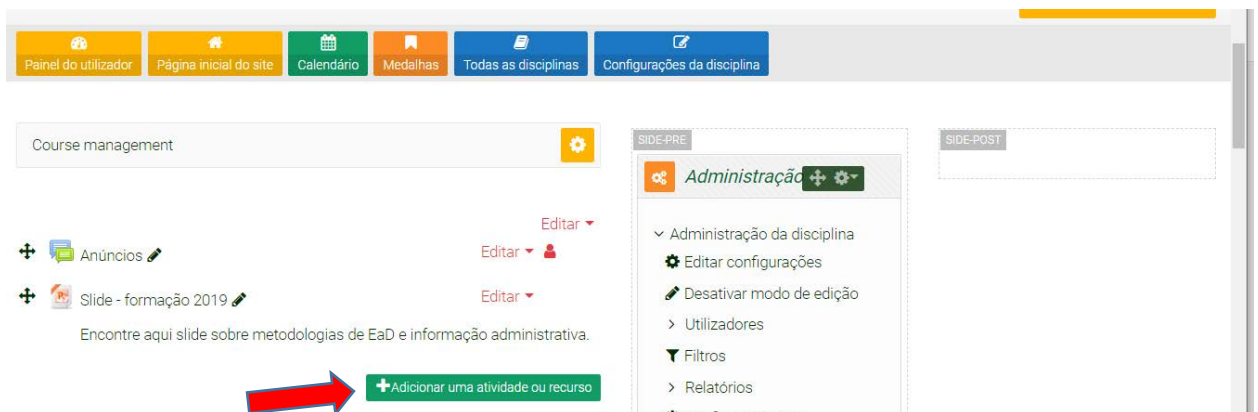 Painel do utilizador
Página inicial do site
Calendário
Medalhas
Todas as disciplinas
Configurações da disciplina
Course management
Editar
Anúncios
Editar
Slide - formação 2019
Editar
Encontre aqui slide sobre metodologias de EaD e informação administrativa.
Adicionar uma atividade ou recurso
SIDE-PRE
Administração
Administração da disciplina
Editar configurações
Desativar modo de edição
Utilizadores
Filtros
Relatórios
SIDE-POST